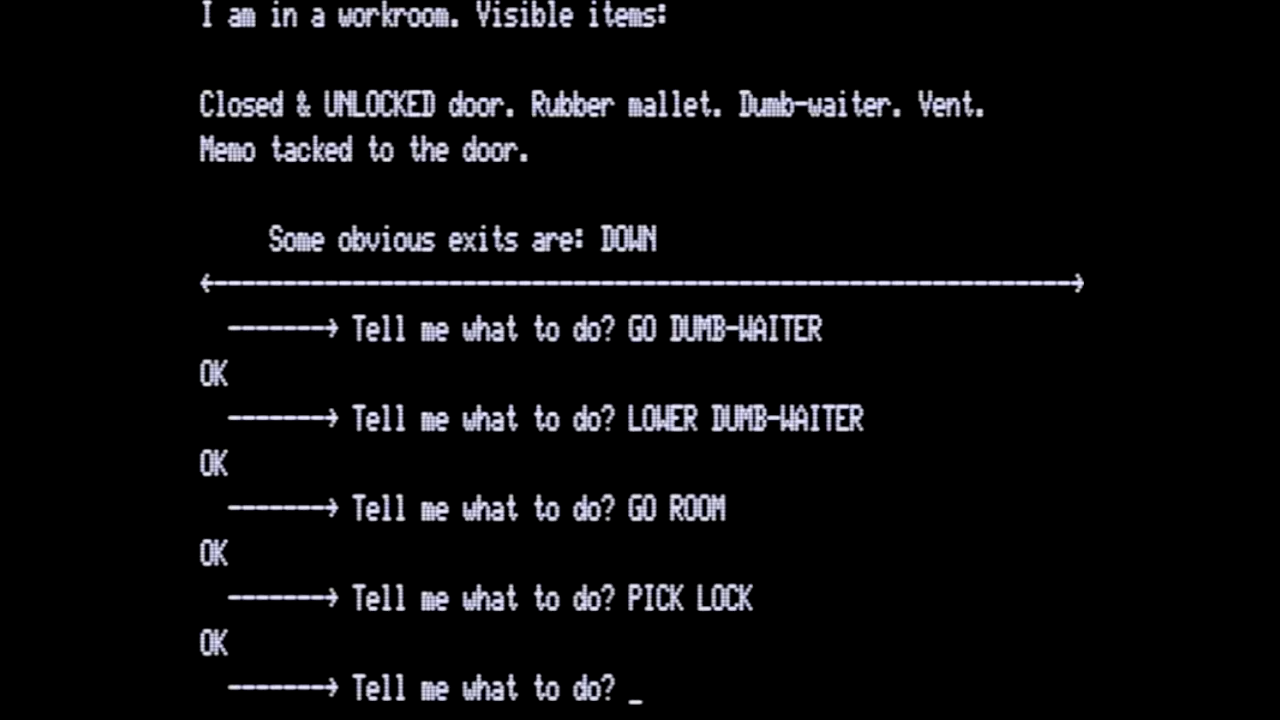 I am in a workroom. Visible items:
Closed & UNLOCKED door. Rubber mallet. Dumb-waiter. Vent.
Memo tacked to the door.
Some obvious exits are: DOWN
<--------------------------------------------------------------->
-------> Tell me what to do? GO DUMB-WAITER
OK
-------> Tell me what to do? LOWER DUMB-WAITER
OK
-------> Tell me what to do? GO ROOM
OK
-------> Tell me what to do? PICK LOCK
OK
-------> Tell me what to do? _